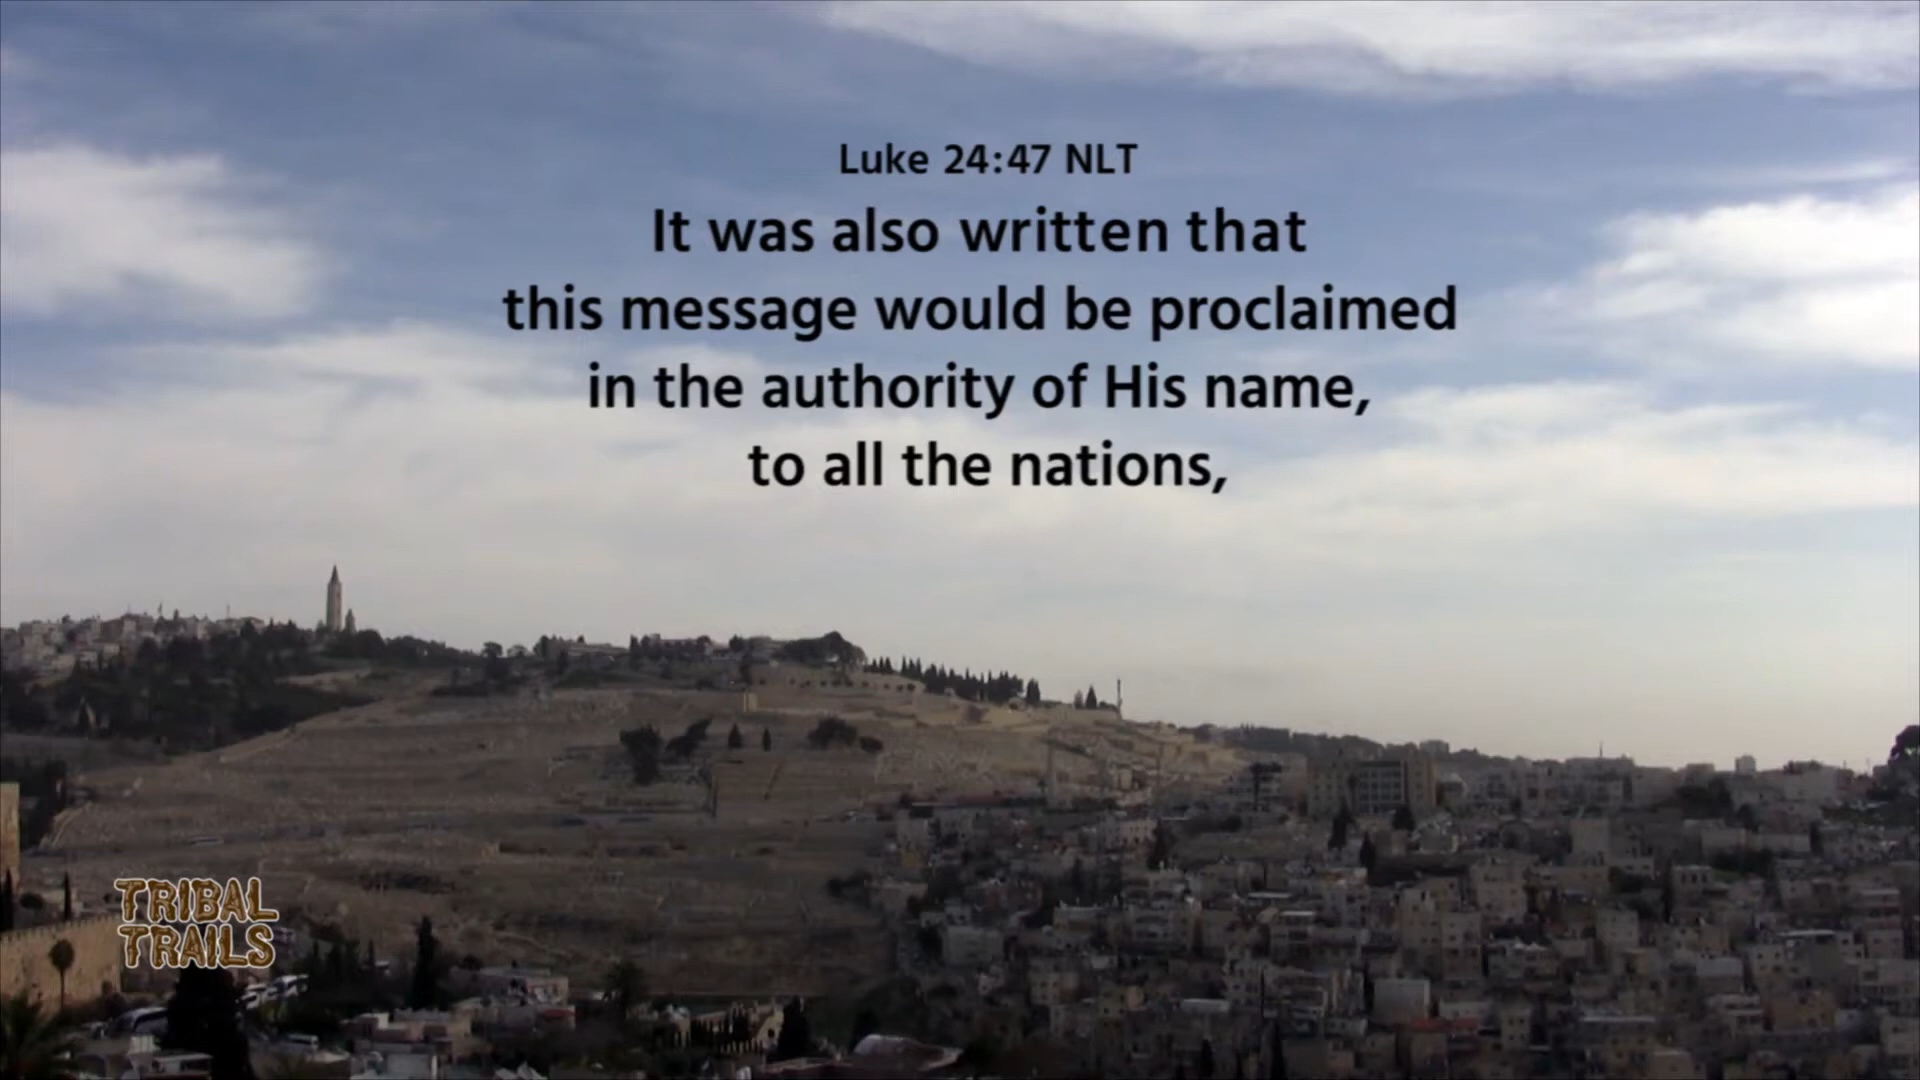 Luke 24:47 NLT
It was also written that
this message would be proclaimed
in the authority of His name,
to all the nations,
TRIBAL
TRAILS